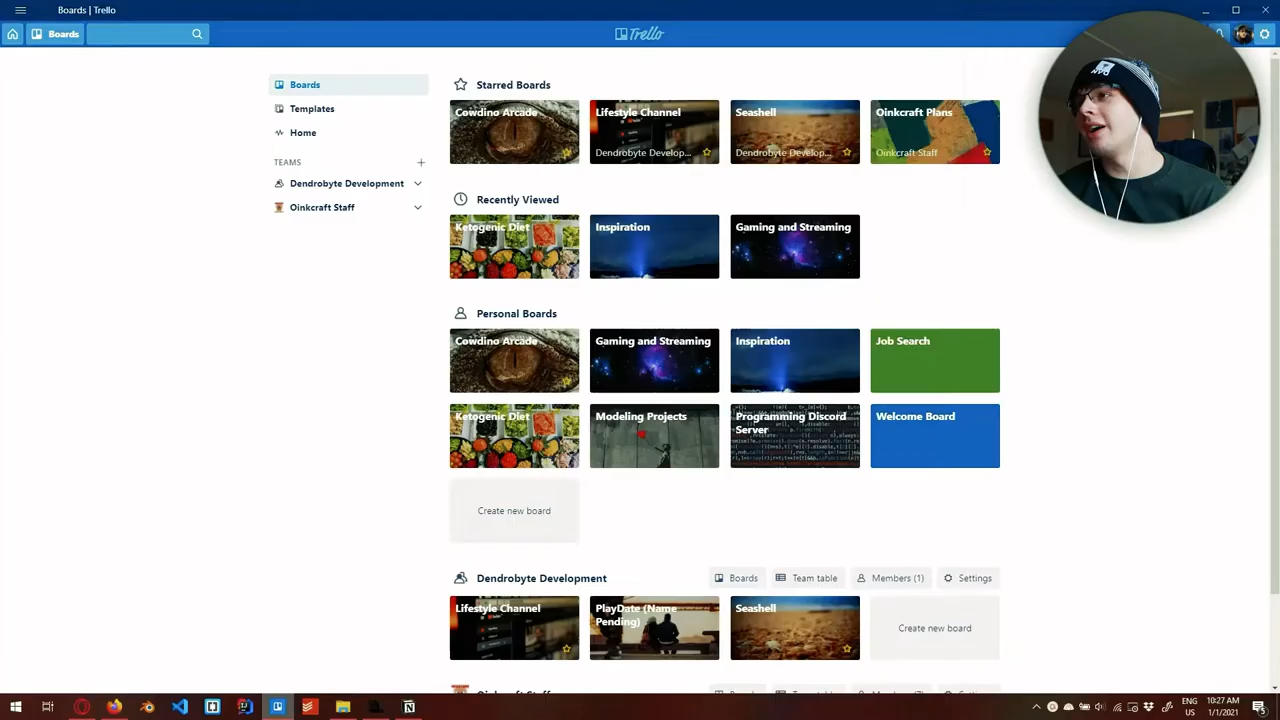 Boards | Trello
Boards
Trello
Boards
Templates
Home
TEAMS
Dendrobyte Development
Oinkcraft Staff
Starred Boards
Cowdino Arcade
Lifestyle Channel
Dendrobyte Develop...
Seashell
Dendrobyte Develop...
Oinkcraft Plans
Oinkcraft Staff
Recently Viewed
Ketogenic Diet
Inspiration
Gaming and Streaming
Personal Boards
Cowdino Arcade
Gaming and Streaming
Inspiration
Job Search
Ketogenic Diet
Modeling Projects
Programming Discord
Server
Welcome Board
Create new board
Dendrobyte Development
Boards
Team table
Members (1)
Settings
Lifestyle Channel
PlayDate (Name
Pending)
Seashell
Create new board
ENG
US
10:27 AM
1/1/2021